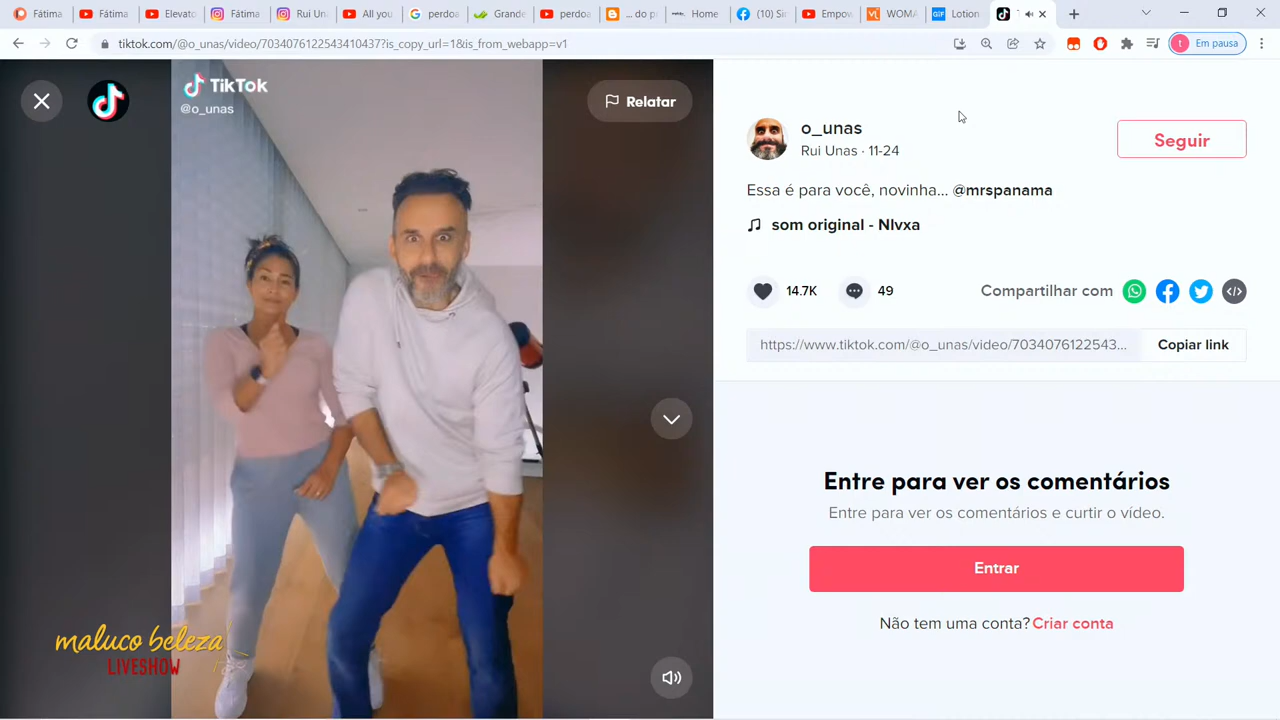 Fátima
Fátima
Elevato
Fátima
Rui Una
All you
perdoa
Grande
perdoa
... do p
Home
(10) Sir
Empow
WOMA
GIF Lotion
tiktok.com/@o_unas/video/7034076122543410437?is_copy_url=1&is_from_webapp=v1
t Em pausa
TikTok
@o_unas
Relatar
o_unas
Rui Unas · 11-24
Seguir
Essa é para você, novinha... @mrspanama
som original - Nlvxa
14.7K
49
Compartilhar com
https://www.tiktok.com/@o_unas/video/7034076122543...
Copiar link
Entre para ver os comentários
Entre para ver os comentários e curtir o vídeo.
Entrar
Não tem uma conta? Criar conta
maluco beleza
LIVESHOW